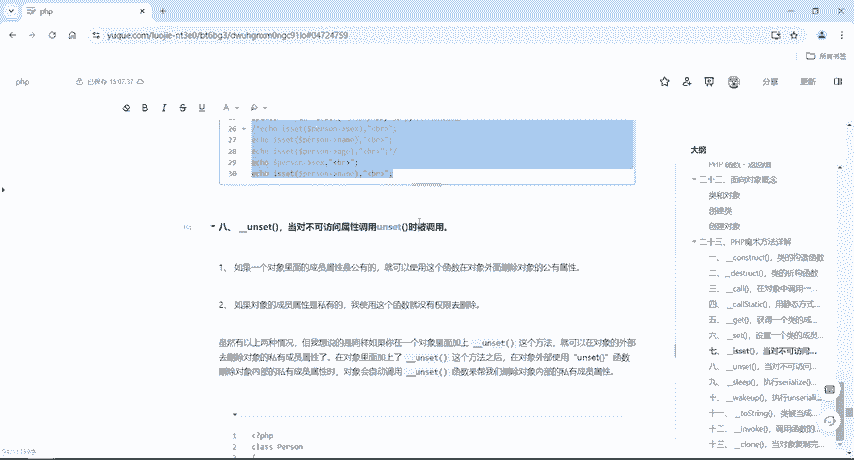 php
yuque.com/luojie-nt3e0/bt6bg3/dwuhgnxm0ngc91lo#04724759
所有书签
php
已保存 15:07:37
分享
更新
B I S U A
26 /*echo isset($person->sex),"<br>";
27 echo isset($person->name),"<br>";
28 echo isset($person->age),"<br>";*/
29 echo $person->sex,"<br>";
30 echo isset($person->name),"<br>";
八、 __unset()，当对不可访问属性调用unset()时被调用。
1、 如果一个对象里面的成员属性是公有的，就可以使用这个函数在对象外面删除对象的公有属性。
2、 如果对象的成员属性是私有的，我使用这个函数就没有权限去删除。
虽然有以上两种情况，但我想说的是同样如果你在一个对象里面加上 __unset() 这个方法，就可以在对象的外部
去删除对象的私有成员属性了。在对象里面加上了 __unset() 这个方法之后，在对象外部使用 “unset()” 函数
删除对象内部的私有成员属性时，对象会自动调用 __unset() 函数来帮我们删除对象内部的私有成员属性。
1 <?php
2 class Person
3 {
大纲
二十二、面向对象概念
类和对象
创建类
创建对象
二十三、PHP魔术方法详解
一、 __construct()，类的构造函数
二、 __destruct()，类的析构函数
三、 __call()，在对象中调用一...
四、 __callStatic()，用静态方式...
五、 __get()，获得一个类的成...
六、 __set()，设置一个类的成员...
七、 __isset()，当对不可访问...
八、 __unset()，当对不可访问...
九、 __sleep()，执行serialize()...
十、 __wakeup()，执行unseriali...
十一、 __toString()，类被当成...
十二、 __invoke()，调用函数的...
十三、 __clone()，当对象复制完...